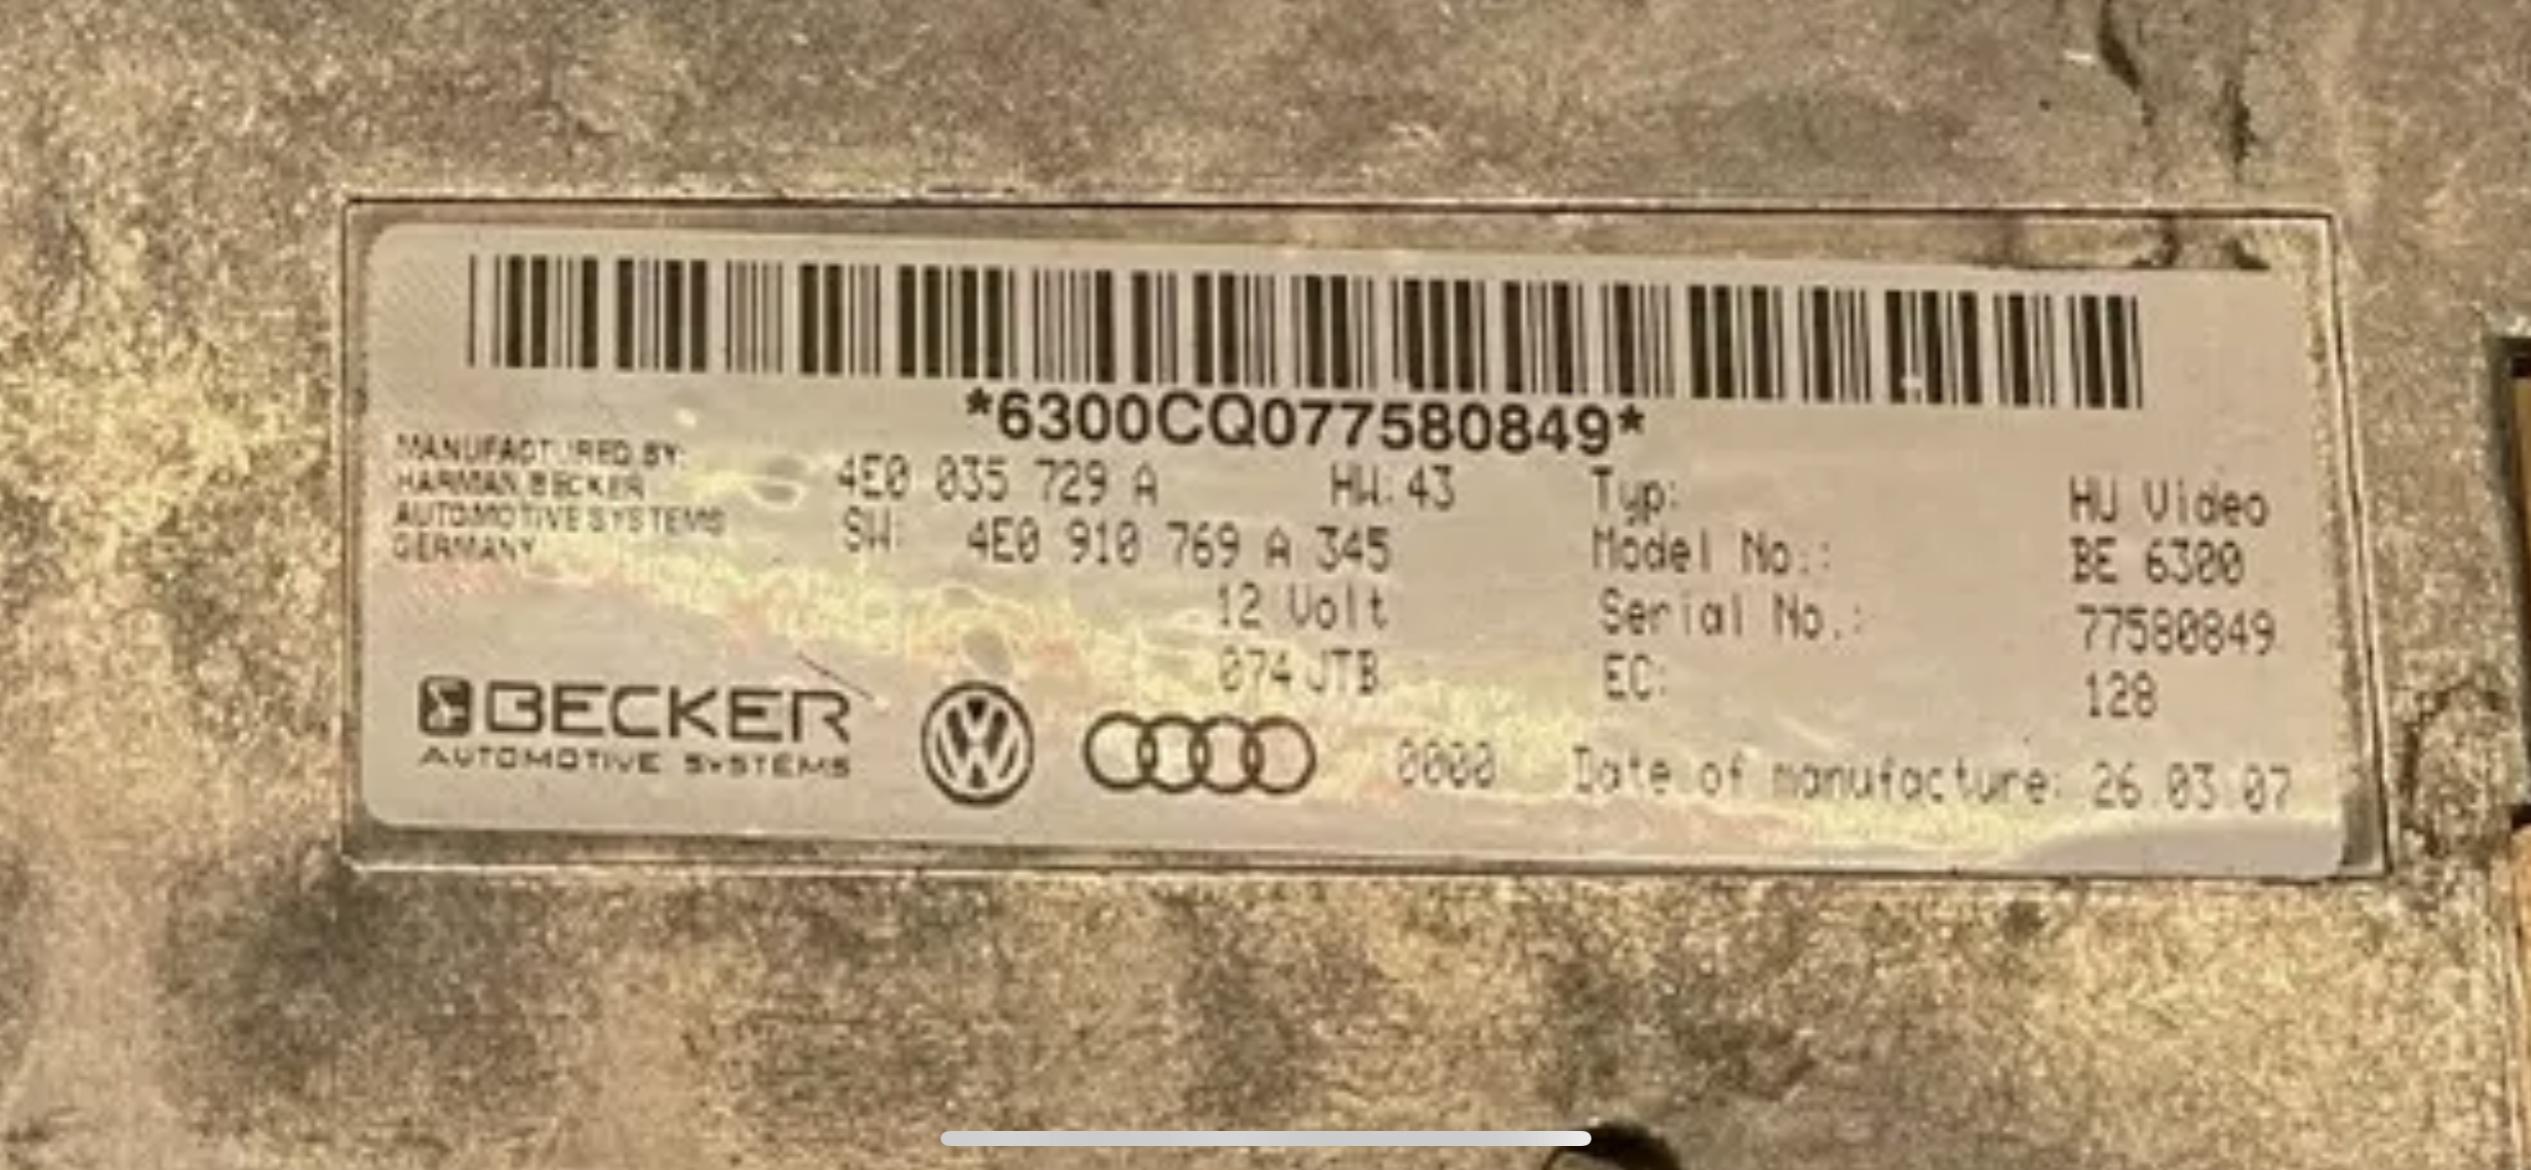 *6300CQ077580849*
MANUFACTURED BY:
HARMAN BECKER
AUTOMOTIVE SYSTEMS
GERMANY
4E0 035 729 A HW: 43
SW: 4E0 910 769 A 345
12 Volt
074 JTB
Typ: HU Video
Model No.: BE 6300
Serial No.: 77580849
EC: 128
BECKER
AUTOMOTIVE SYSTEMS
0000 Date of manufacture: 26.03.07